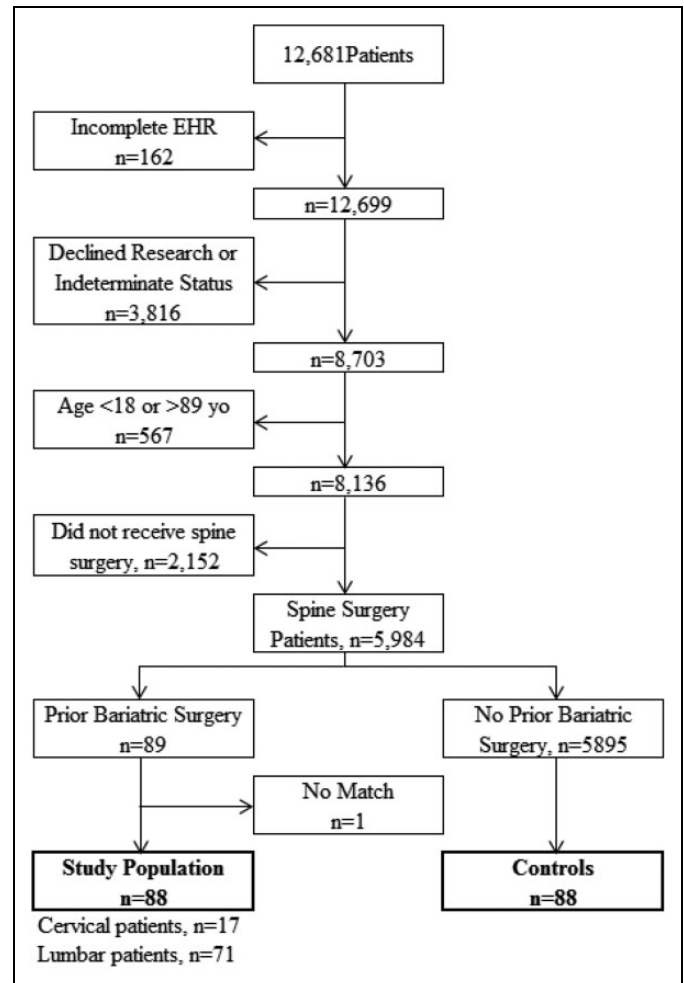 12,681Patients
Incomplete EHR
n=162
n=12,699
Declined Research or
Indeterminate Status
n=3,816
n=8,703
Age <18 or >89 yo
n=567
n=8,136
Did not receive spine
surgery, n=2,152
Spine Surgery
Patients, n=5,984
Prior Bariatric Surgery
n=89
No Prior Bariatric
Surgery, n=5895
No Match
n=1
Study Population
n=88
Controls
n=88
Cervical patients, n=17
Lumbar patients, n=71